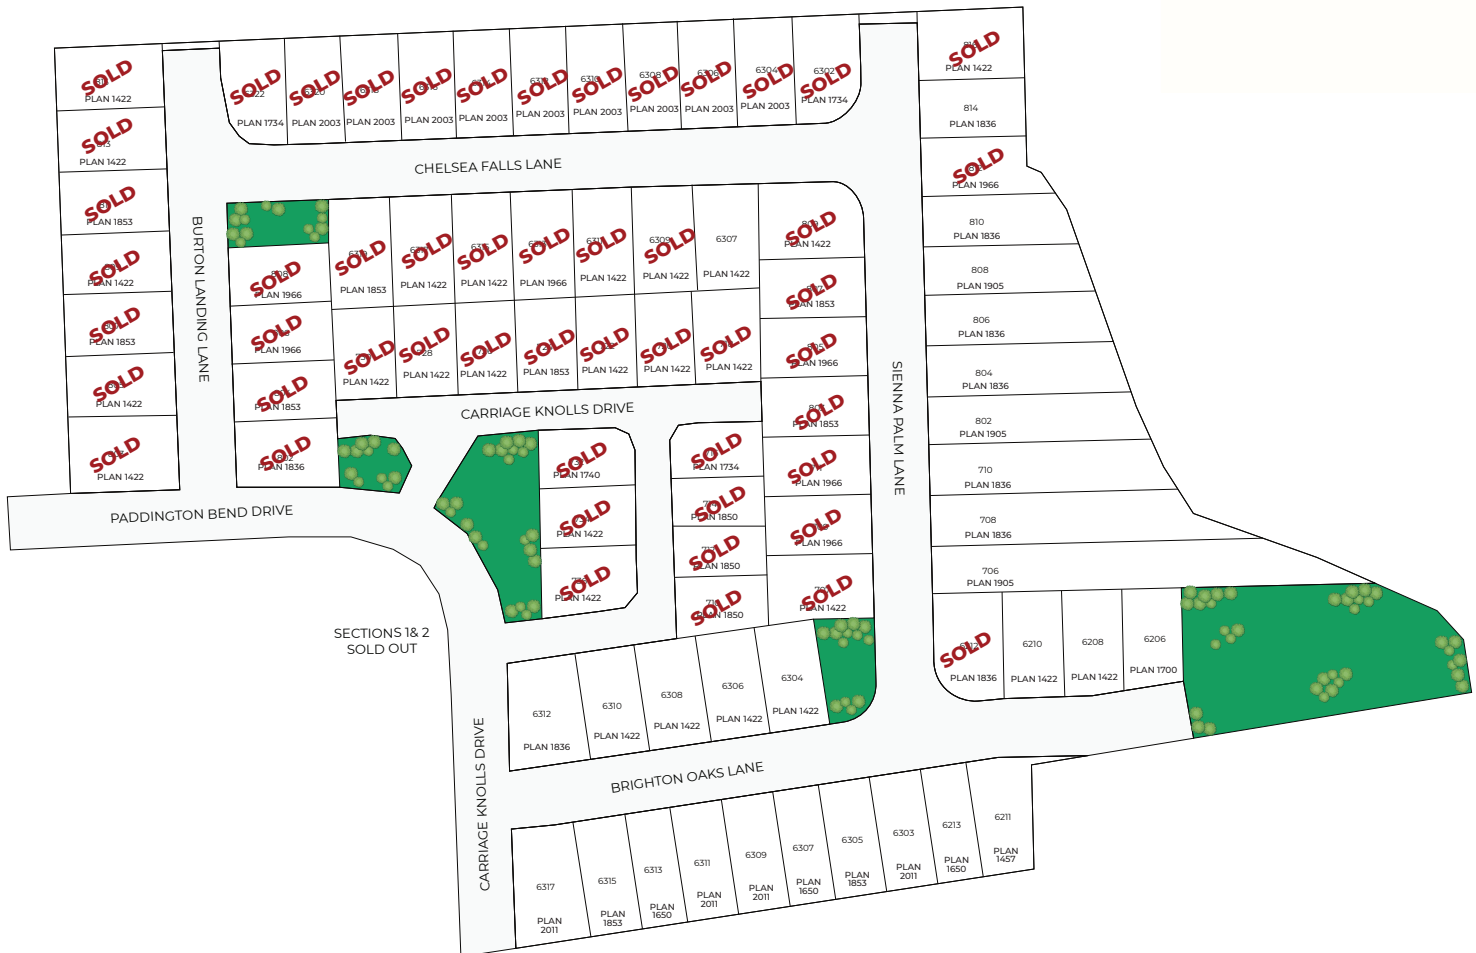 SOLD
PLAN 1422
SOLD
PLAN 1422
SOLD
PLAN 1853
SOLD
PLAN 1422
SOLD
PLAN 1853
SOLD
PLAN 1422
SOLD
PLAN 1422
BURTON LANDING LANE
SOLD
PLAN 1734
SOLD
PLAN 2003
SOLD
PLAN 2003
SOLD
PLAN 2003
SOLD
PLAN 2003
SOLD
PLAN 2003
SOLD
PLAN 2003
6308
SOLD
PLAN 2003
SOLD
PLAN 2003
6304
SOLD
PLAN 2003
6302
SOLD
PLAN 1734
CHELSEA FALLS LANE
SOLD
PLAN 1966
SOLD
PLAN 1966
SOLD
PLAN 1853
SOLD
802
PLAN 1836
SOLD
PLAN 1853
SOLD
PLAN 1422
SOLD
PLAN 1422
SOLD
PLAN 1966
SOLD
PLAN 1422
6309
SOLD
PLAN 1422
6307
PLAN 1422
SOLD
PLAN 1422
SOLD
728
PLAN 1422
SOLD
PLAN 1422
SOLD
PLAN 1853
SOLD
PLAN 1422
SOLD
PLAN 1422
SOLD
PLAN 1422
CARRIAGE KNOLLS DRIVE
SOLD
PLAN 1422
SOLD
PLAN 1853
SOLD
PLAN 1966
SOLD
PLAN 1853
SOLD
PLAN 1966
SOLD
PLAN 1966
SOLD
PLAN 1422
SIENNA PALM LANE
SOLD
PLAN 1422
814
PLAN 1836
SOLD
PLAN 1966
810
PLAN 1836
808
PLAN 1905
806
PLAN 1836
804
PLAN 1836
802
PLAN 1905
710
PLAN 1836
708
PLAN 1836
706
PLAN 1905
SOLD
PLAN 1836
6210
PLAN 1422
6208
PLAN 1422
6206
PLAN 1700
SOLD
PLAN 1740
SOLD
PLAN 1422
SOLD
PLAN 1422
SOLD
PLAN 1734
SOLD
PLAN 1850
SOLD
PLAN 1850
SOLD
PLAN 1850
PADDINGTON BEND DRIVE
SECTIONS 1& 2
SOLD OUT
6312
PLAN 1836
6310
PLAN 1422
6308
PLAN 1422
6306
PLAN 1422
6304
PLAN 1422
CARRIAGE KNOLLS DRIVE
BRIGHTON OAKS LANE
6317
PLAN
2011
6315
PLAN
1853
6313
PLAN
1650
6311
PLAN
2011
6309
PLAN
2011
6307
PLAN
1650
6305
PLAN
1853
6303
PLAN
2011
6213
PLAN
1650
6211
PLAN
1457